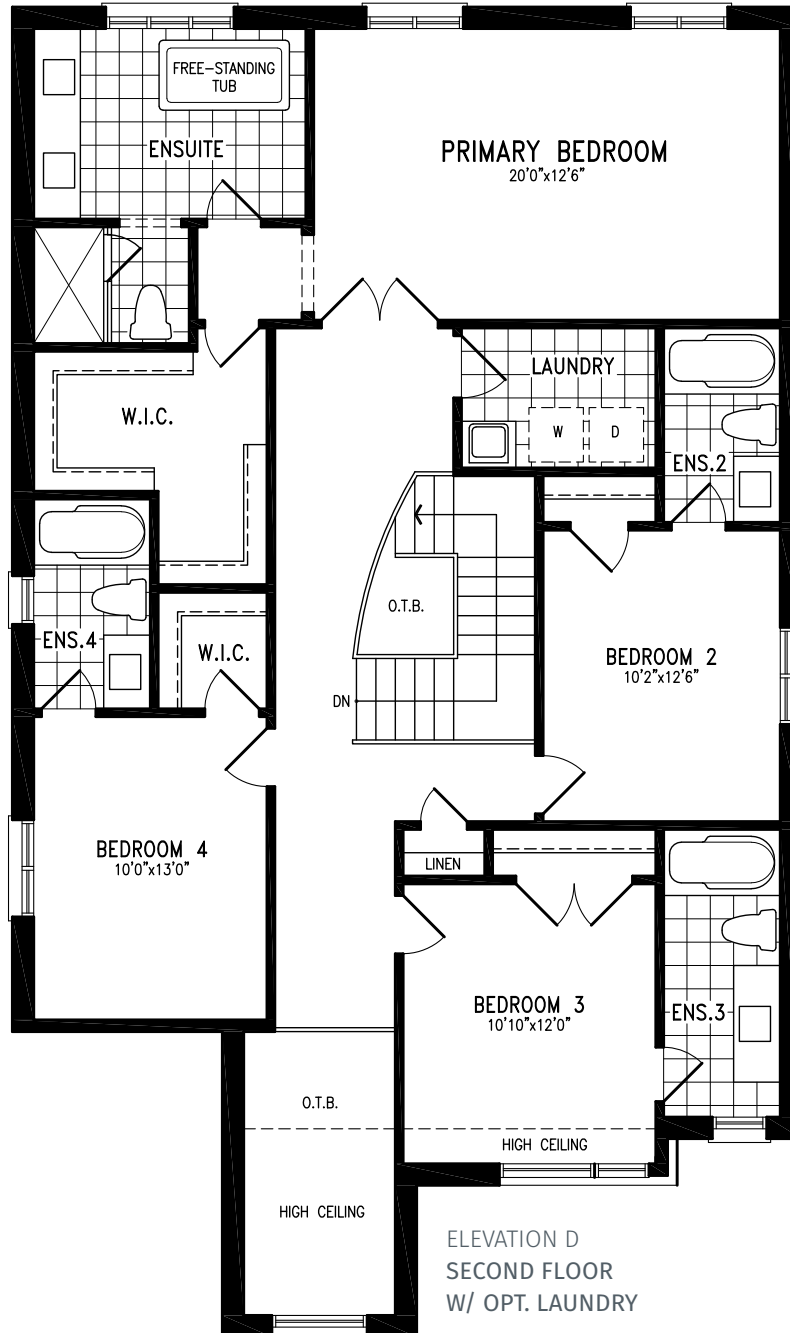 FREE-STANDING
TUB
ENSUITE
PRIMARY BEDROOM
20'0"x12'6"
LAUNDRY
W
D
W.I.C.
ENS.2
O.T.B.
ENS.4
W.I.C.
BEDROOM 2
10'2"x12'6"
DN
BEDROOM 4
10'0"x13'0"
LINEN
BEDROOM 3
10'10"x12'0"
ENS.3
O.T.B.
HIGH CEILING
HIGH CEILING
ELEVATION D
SECOND FLOOR
W/ OPT. LAUNDRY